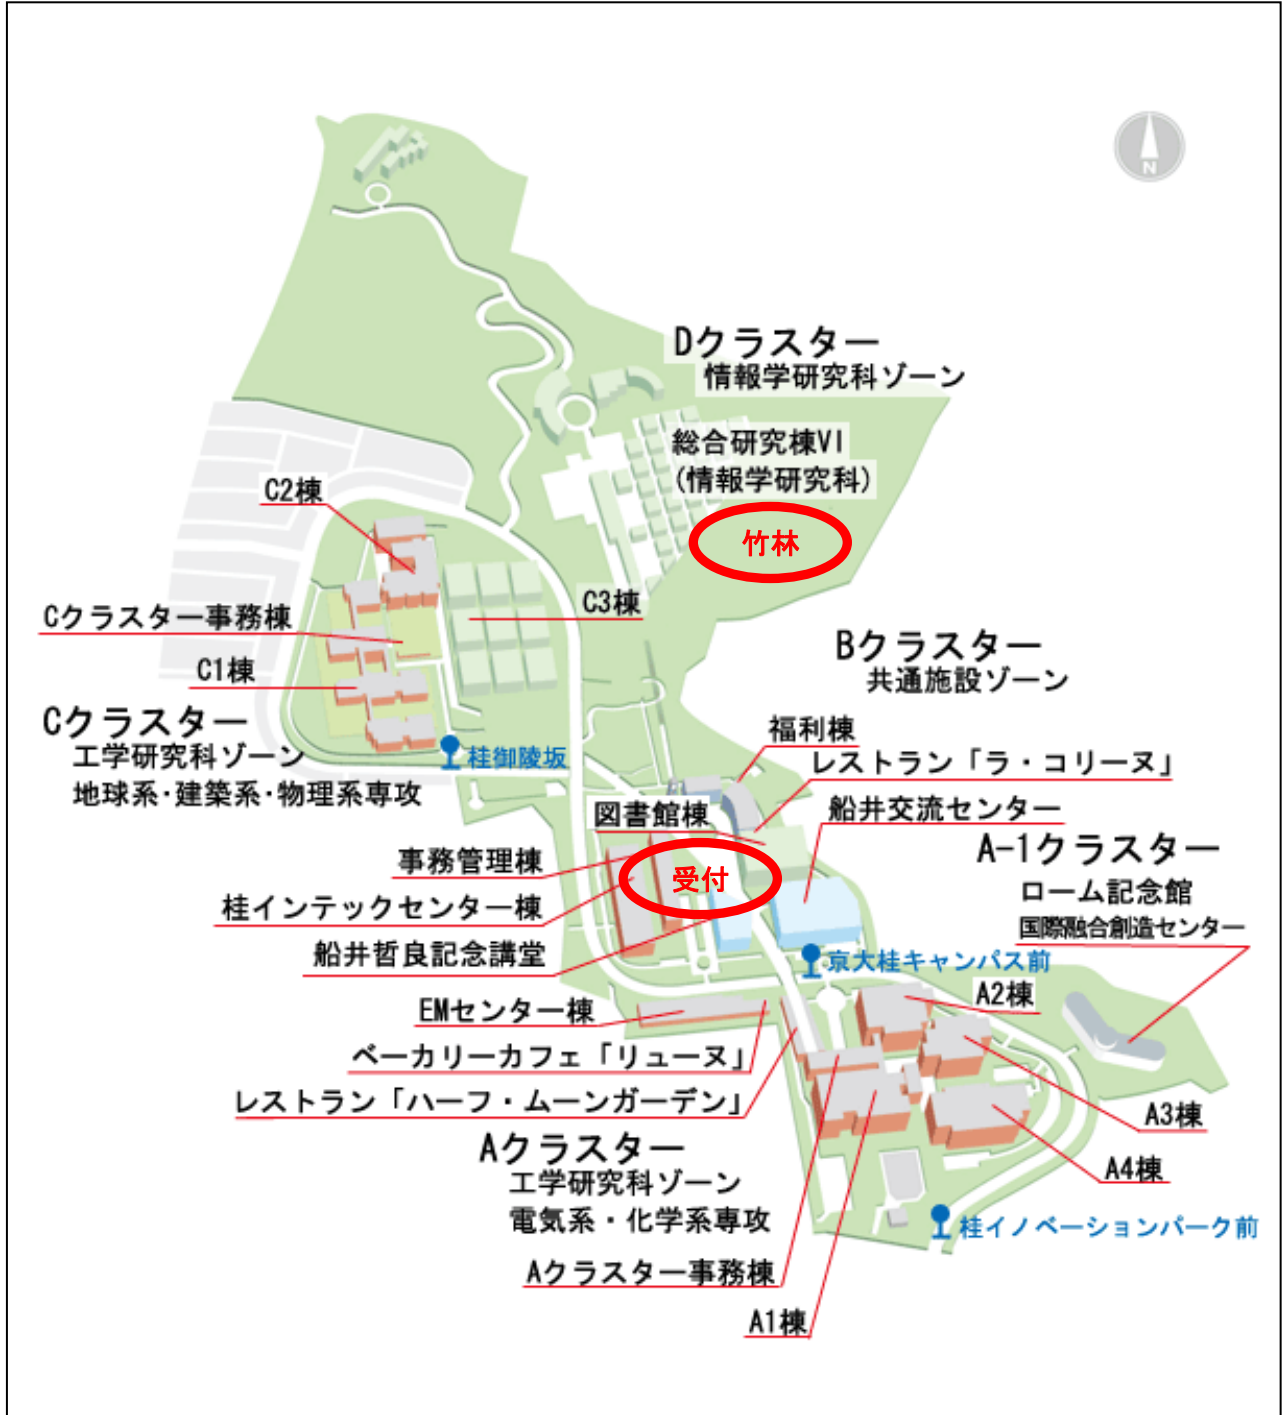 N
Dクラスター
情報学研究科ゾーン
総合研究棟VI
(情報学研究科)
竹林
C2棟
C3棟
Cクラスター事務棟
C1棟
Cクラスター
工学研究科ゾーン
地球系・建築系・物理系専攻
桂御陵坂
Bクラスター
共通施設ゾーン
福利棟
レストラン「ラ・コリーヌ」
図書館棟
船井交流センター
事務管理棟
受付
桂インテックセンター棟
船井哲良記念講堂
A-1クラスター
ローム記念館
国際融合創造センター
京大桂キャンパス前
EMセンター棟
A2棟
ベーカリーカフェ「リューヌ」
レストラン「ハーフ・ムーンガーデン」
A3棟
A4棟
Aクラスター
工学研究科ゾーン
電気系・化学系専攻
桂イノベーションパーク前
Aクラスター事務棟
A1棟